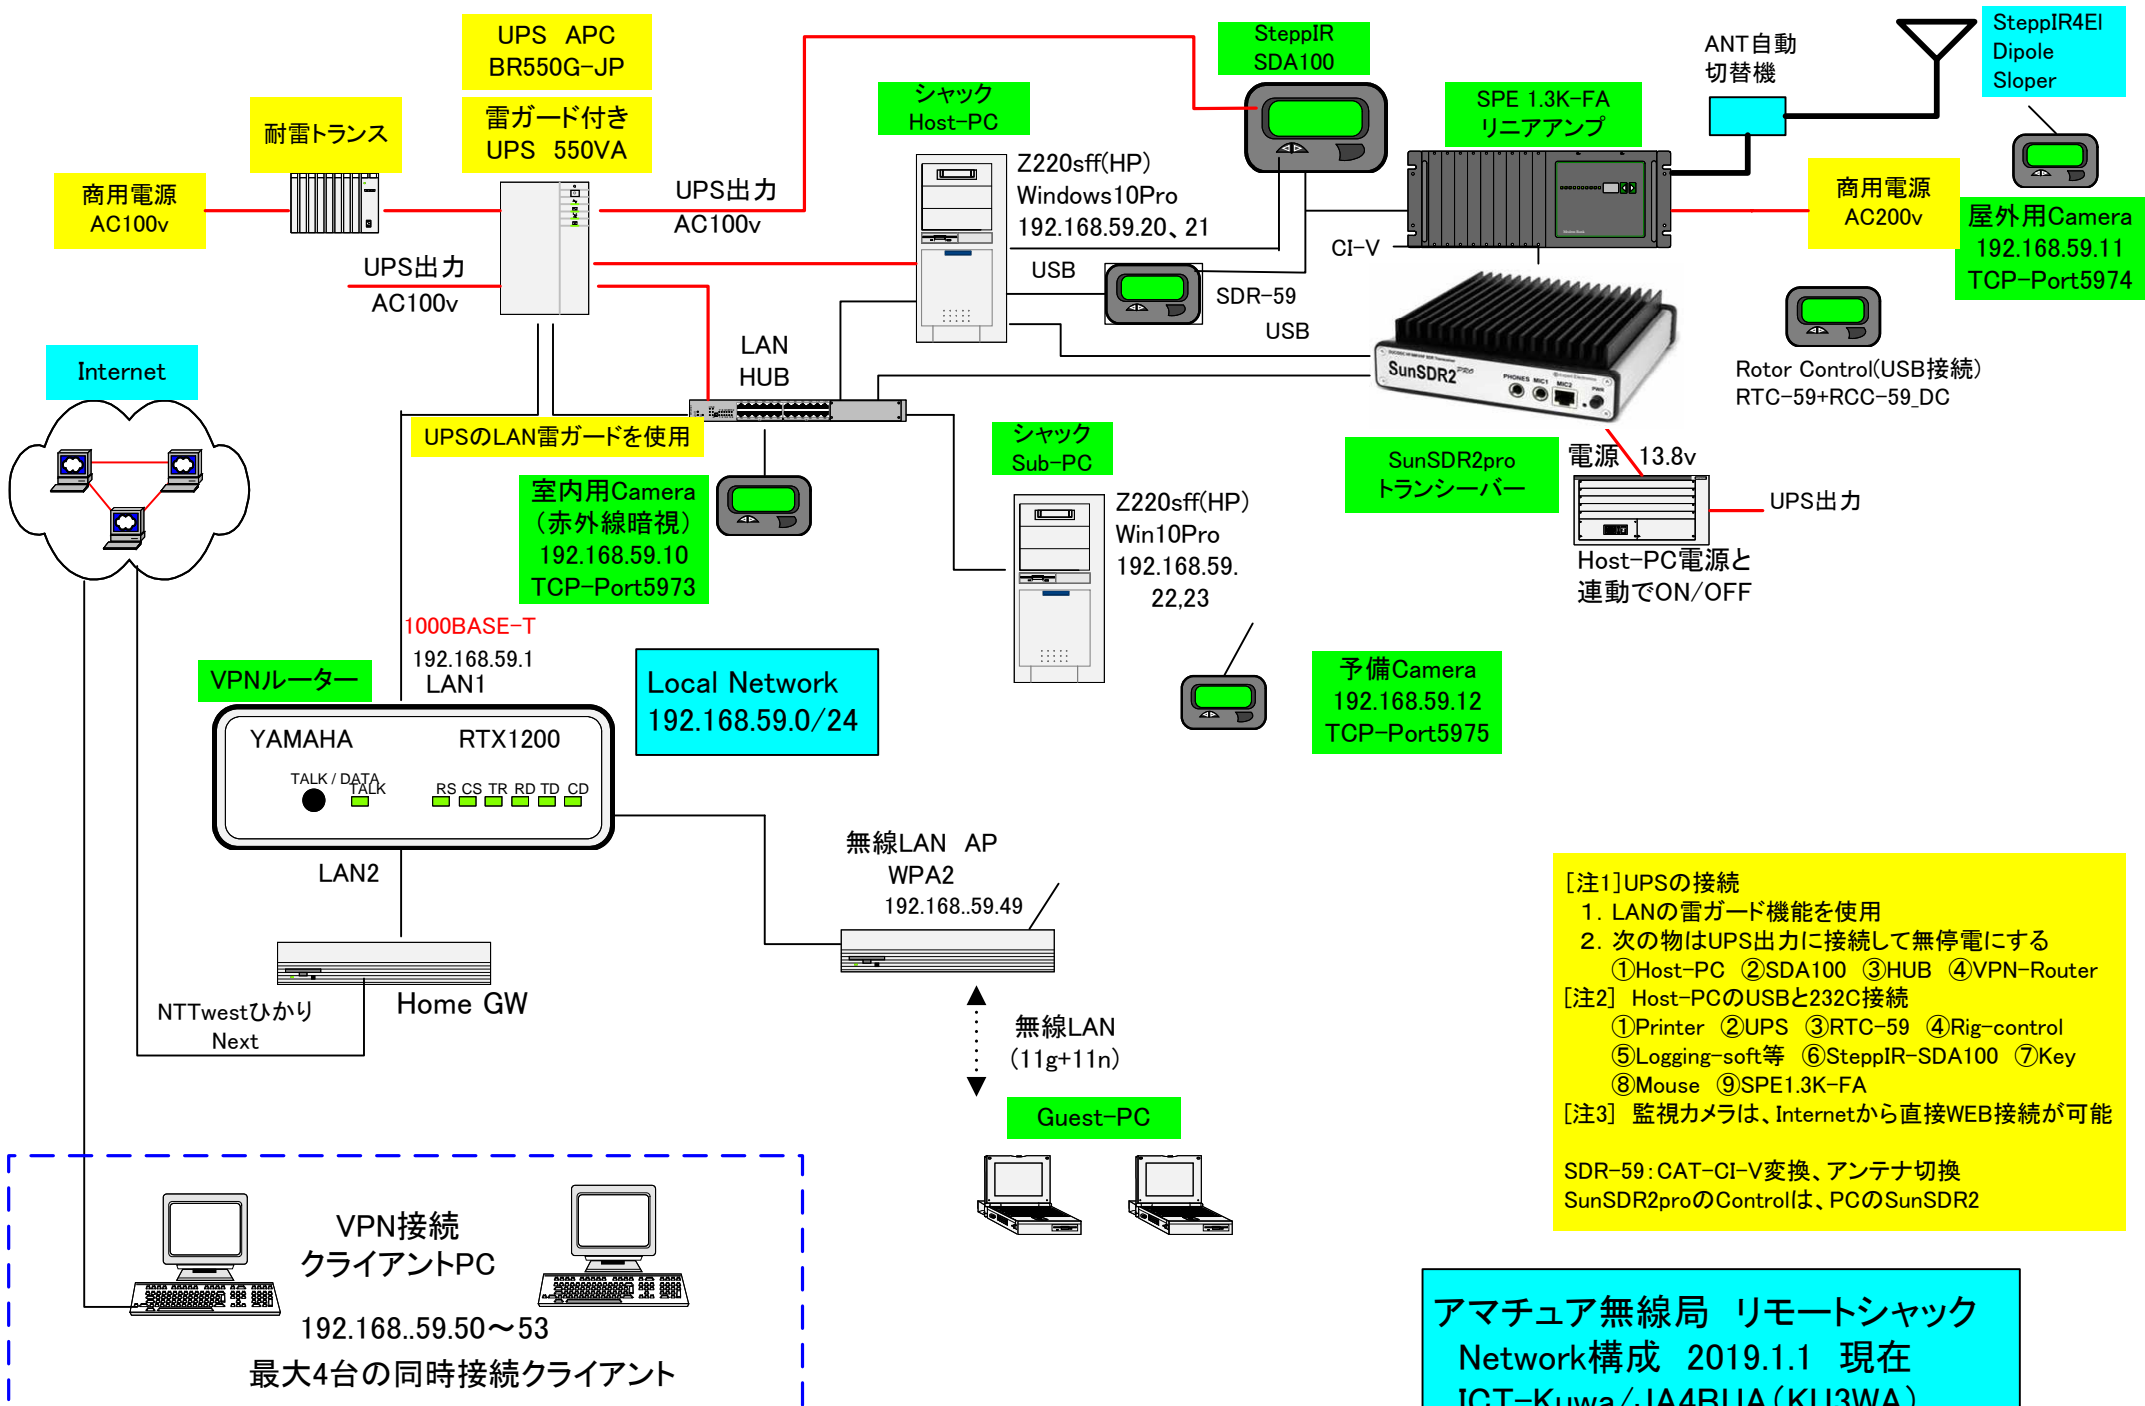 UPS APC
BR550G-JP
雷ガード付き
UPS 550VA
耐雷トランス
商用電源
AC100v
UPS出力
AC100v
UPS出力
AC100v
シャック
Host-PC
Z220sff(HP)
Windows10Pro
192.168.59.20、21
SteppIR
SDA100
SPE 1.3K-FA
リニアアンプ
ANT自動
切替機
SteppIR4El
Dipole
Sloper
商用電源
AC200v
屋外用Camera
192.168.59.11
TCP-Port5974
CI-V
USB
SDR-59
USB
SunSDR2 PRO
PHONES MIC1 MIC2 PWR
Rotor Control(USB接続)
RTC-59+RCC-59_DC
SunSDR2pro
トランシーバー
電源 13.8v
UPS出力
Host-PC電源と
連動でON/OFF
Internet
LAN
HUB
UPSのLAN雷ガードを使用
室内用Camera
(赤外線暗視)
192.168.59.10
TCP-Port5973
シャック
Sub-PC
Z220sff(HP)
Win10Pro
192.168.59.
22,23
予備Camera
192.168.59.12
TCP-Port5975
1000BASE-T
192.168.59.1
LAN1
VPNルーター
Local Network
192.168.59.0/24
YAMAHA RTX1200
TALK / DATA
TALK
RS CS TR RD TD CD
LAN2
Home GW
NTTwestひかり
Next
無線LAN AP
WPA2
192.168..59.49
無線LAN
(11g+11n)
Guest-PC
VPN接続
クライアントPC
192.168..59.50～53
最大4台の同時接続クライアント
[注1]UPSの接続
１．LANの雷ガード機能を使用
２．次の物はUPS出力に接続して無停電にする
①Host-PC ②SDA100 ③HUB ④VPN-Router
[注2] Host-PCのUSBと232C接続
①Printer ②UPS ③RTC-59 ④Rig-control
⑤Logging-soft等 ⑥SteppIR-SDA100 ⑦Key
⑧Mouse ⑨SPE1.3K-FA
[注3] 監視カメラは、Internetから直接WEB接続が可能
SDR-59：CAT-CI-V変換、アンテナ切換
SunSDR2proのControlは、PCのSunSDR2
アマチュア無線局 リモートシャック
Network構成 2019.1.1 現在
ICT-Kuwa/JA4BUA(KU3WA)